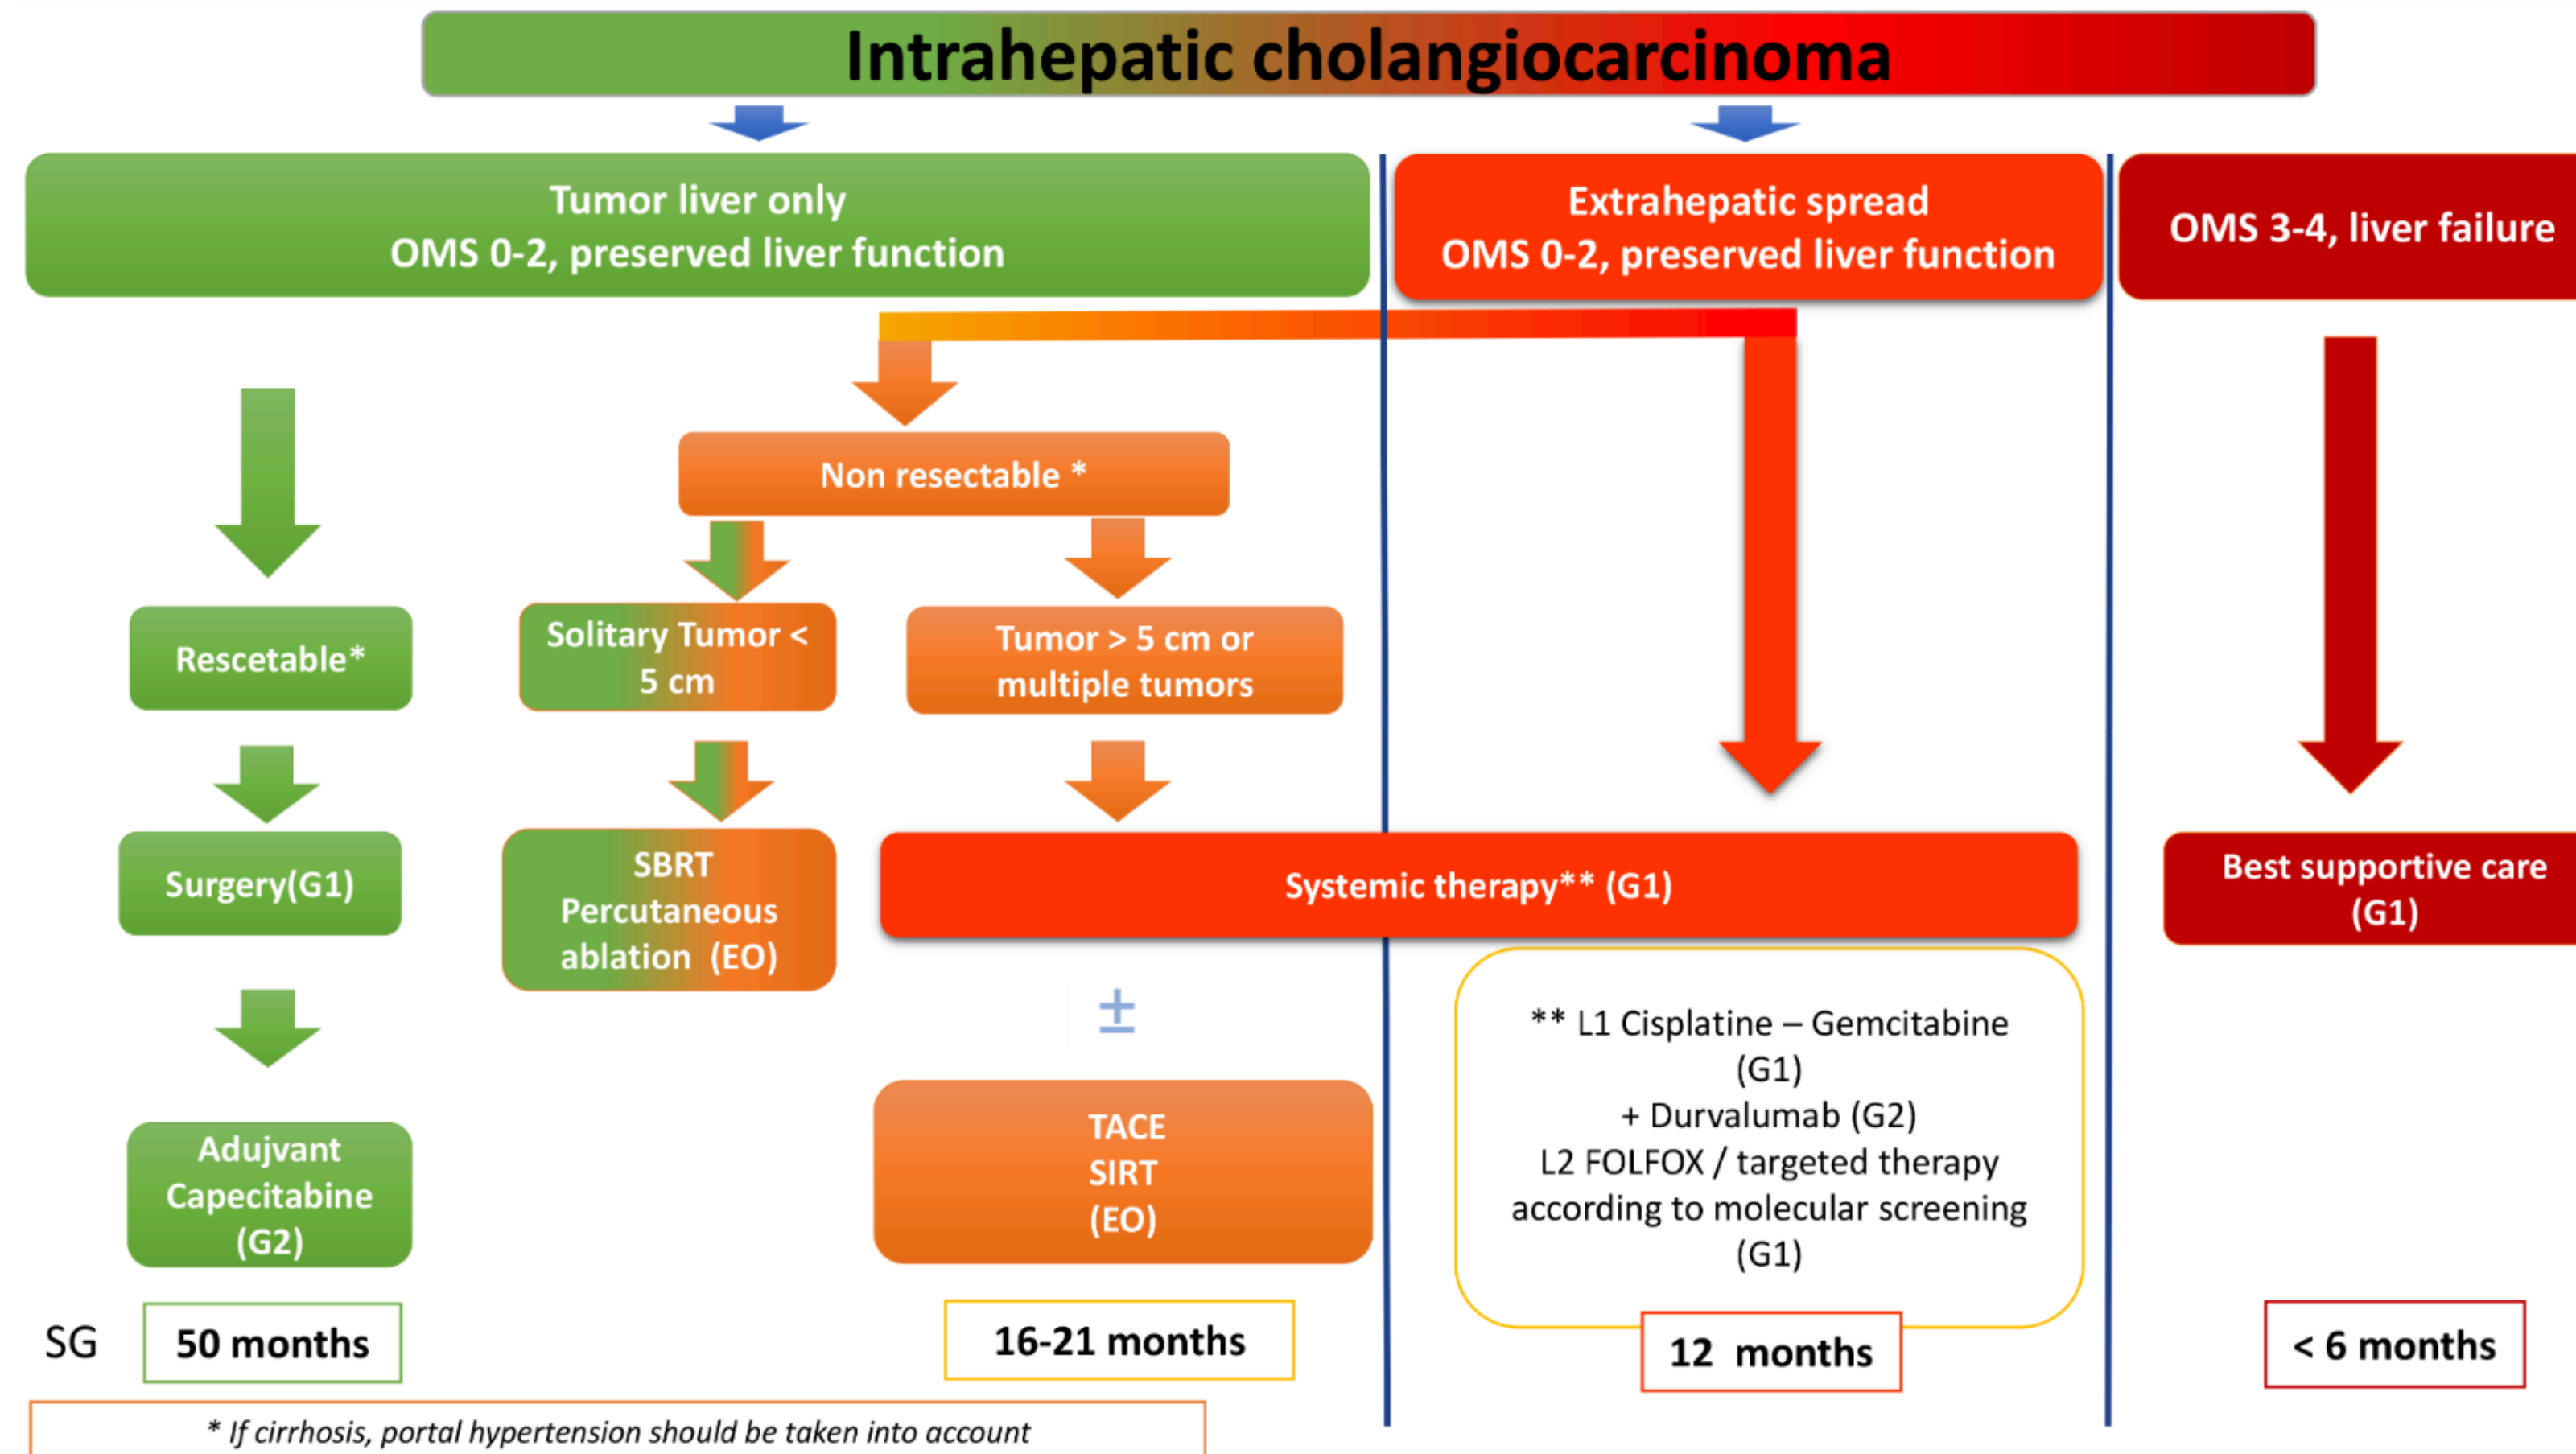 Intrahepatic cholangiocarcinoma
Tumor liver only
OMS 0-2, preserved liver function
Extrahepatic spread
OMS 0-2, preserved liver function
OMS 3-4, liver failure
Non resectable *
Rescetable*
Solitary Tumor <
5 cm
Tumor > 5 cm or
multiple tumors
Surgery(G1)
SBRT
Percutaneous
ablation (EO)
Systemic therapy** (G1)
Best supportive care
(G1)
±
Adujvant
Capecitabine
(G2)
TACE
SIRT
(EO)
** L1 Cisplatine – Gemcitabine
(G1)
+ Durvalumab (G2)
L2 FOLFOX / targeted therapy
according to molecular screening
(G1)
SG
50 months
16-21 months
12 months
< 6 months
* If cirrhosis, portal hypertension should be taken into account